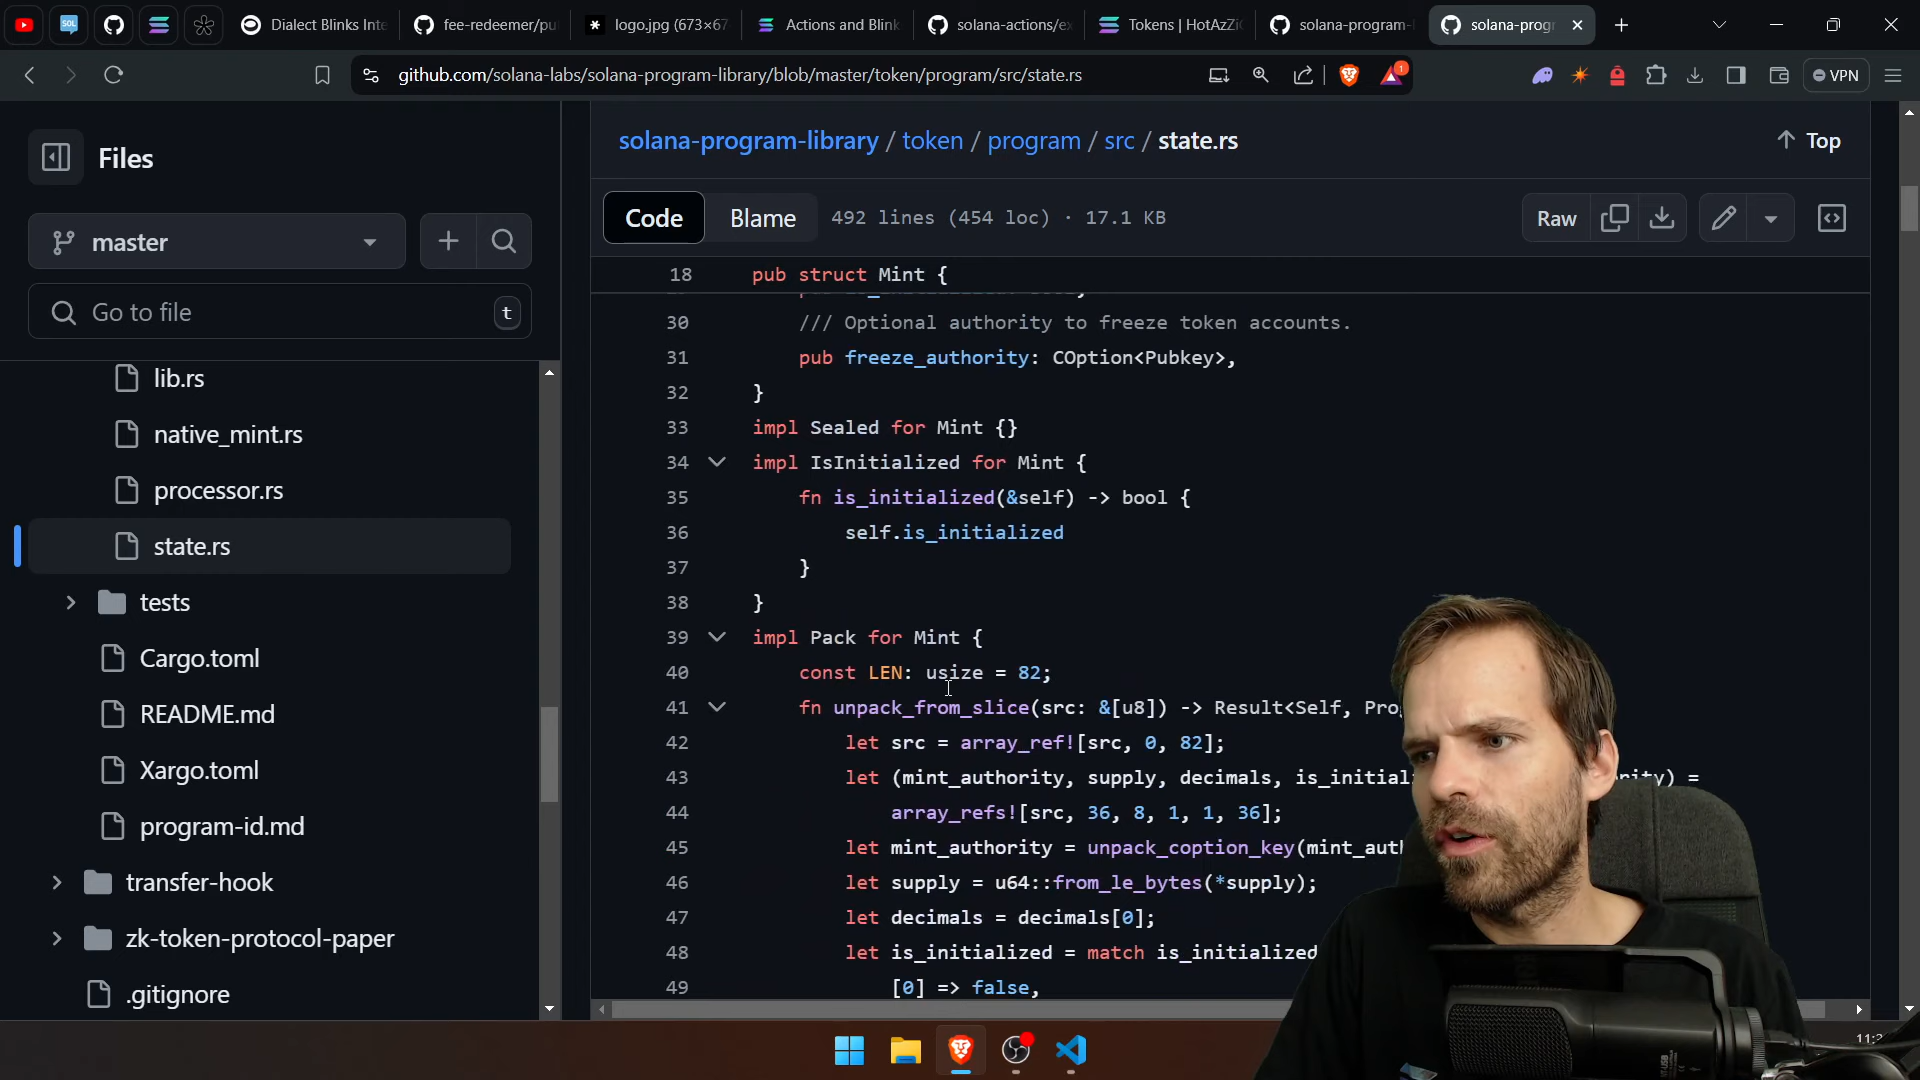 Dialect Blinks Inte
fee-redeemer/pu
logo.jpg (673×67
Actions and Blink
solana-actions/ex
Tokens | HotAzZi
solana-program-
solana-prog
github.com/solana-labs/solana-program-library/blob/master/token/program/src/state.rs
1
VPN
Files
master
Go to file
t
lib.rs
native_mint.rs
processor.rs
state.rs
tests
Cargo.toml
README.md
Xargo.toml
program-id.md
transfer-hook
zk-token-protocol-paper
.gitignore
solana-program-library / token / program / src / state.rs
Top
Code
Blame
492 lines (454 loc) · 17.1 KB
Raw
18 pub struct Mint {
30 /// Optional authority to freeze token accounts.
31 pub freeze_authority: COption<Pubkey>,
32 }
33 impl Sealed for Mint {}
34 impl IsInitialized for Mint {
35 fn is_initialized(&self) -> bool {
36 self.is_initialized
37 }
38 }
39 impl Pack for Mint {
40 const LEN: usize = 82;
41 fn unpack_from_slice(src: &[u8]) -> Result<Self, Pro
42 let src = array_ref![src, 0, 82];
43 let (mint_authority, supply, decimals, is_initial rity) =
44 array_refs![src, 36, 8, 1, 1, 36];
45 let mint_authority = unpack_coption_key(mint_auth
46 let supply = u64::from_le_bytes(*supply);
47 let decimals = decimals[0];
48 let is_initialized = match is_initialized
49 [0] => false,
SOL